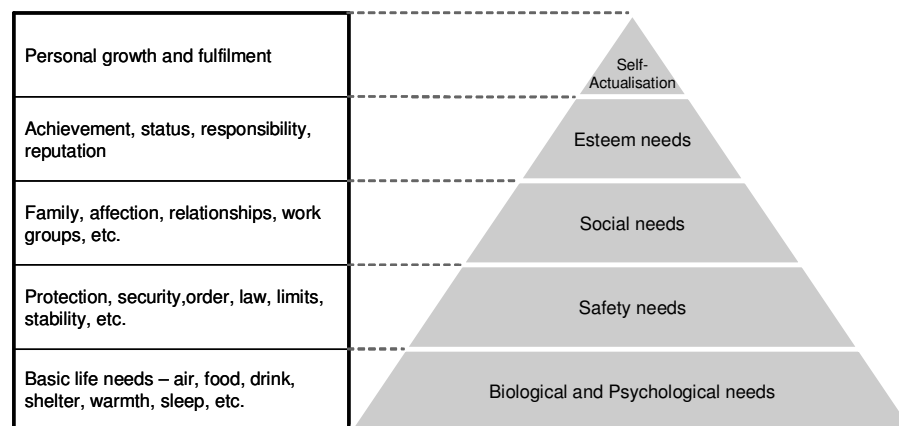 Personal growth and fulfilment
Self-
Actualisation
Achievement, status, responsibility,
reputation
Esteem needs
Family, affection, relationships, work
groups, etc.
Social needs
Protection, security,order, law, limits,
stability, etc.
Safety needs
Basic life needs – air, food, drink,
shelter, warmth, sleep, etc.
Biological and Psychological needs